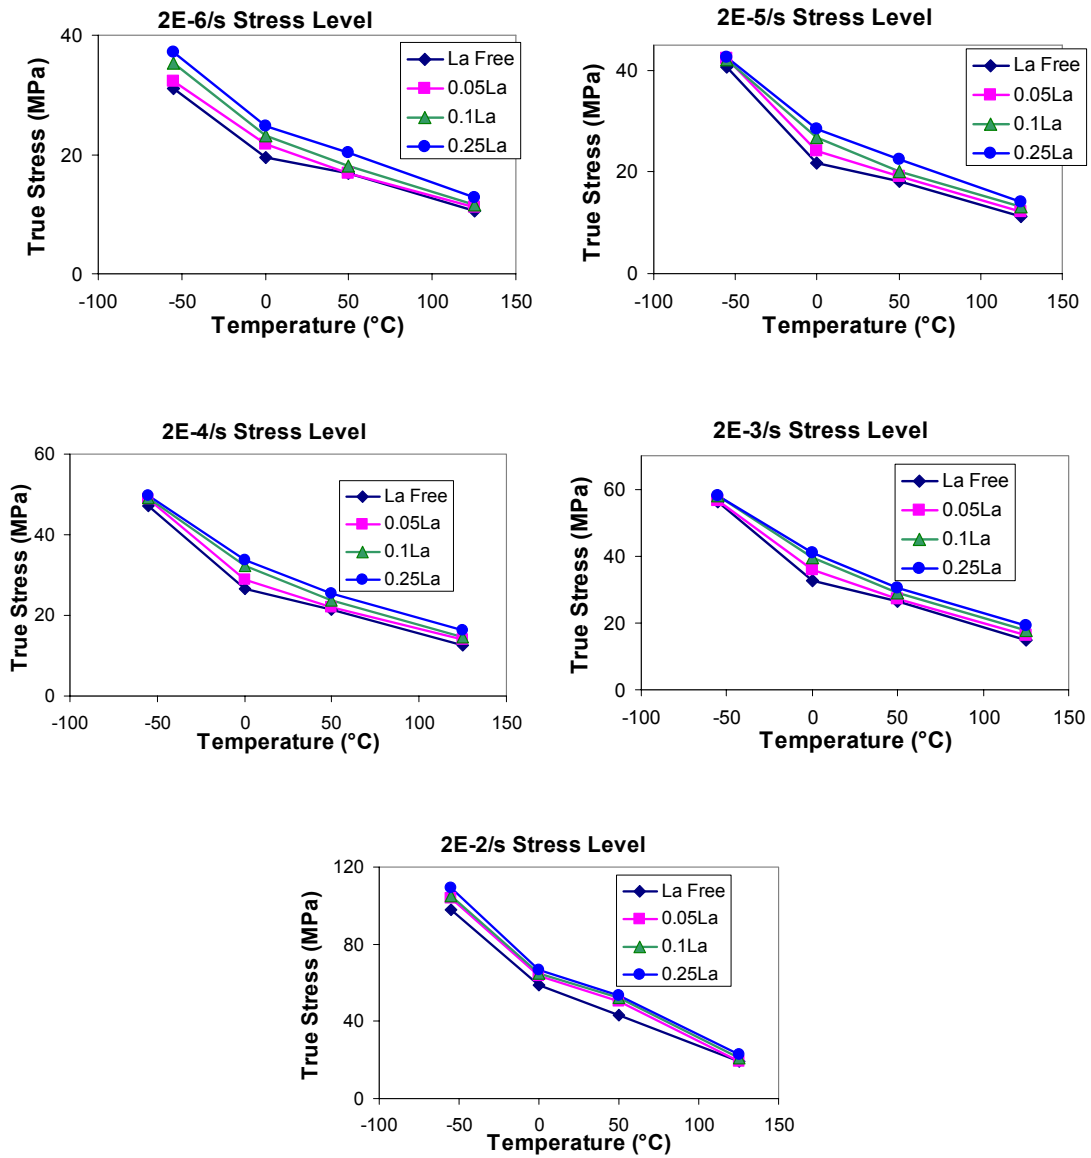 2E-6/s Stress Level
True Stress (MPa)
40
20
0
-100 -50 0 50 100 150
Temperature (°C)
La Free
0.05La
0.1La
0.25La
2E-5/s Stress Level
True Stress (MPa)
40
20
0
-100 -50 0 50 100 150
Temperature (°C)
La Free
0.05La
0.1La
0.25La
2E-4/s Stress Level
True Stress (MPa)
60
40
20
0
-100 -50 0 50 100 150
Temperature (°C)
La Free
0.05La
0.1La
0.25La
2E-3/s Stress Level
True Stress (MPa)
60
40
20
0
-100 -50 0 50 100 150
Temperature (°C)
La Free
0.05La
0.1La
0.25La
2E-2/s Stress Level
True Stress (MPa)
120
80
40
0
-100 -50 0 50 100 150
Temperature (°C)
La Free
0.05La
0.1La
0.25La